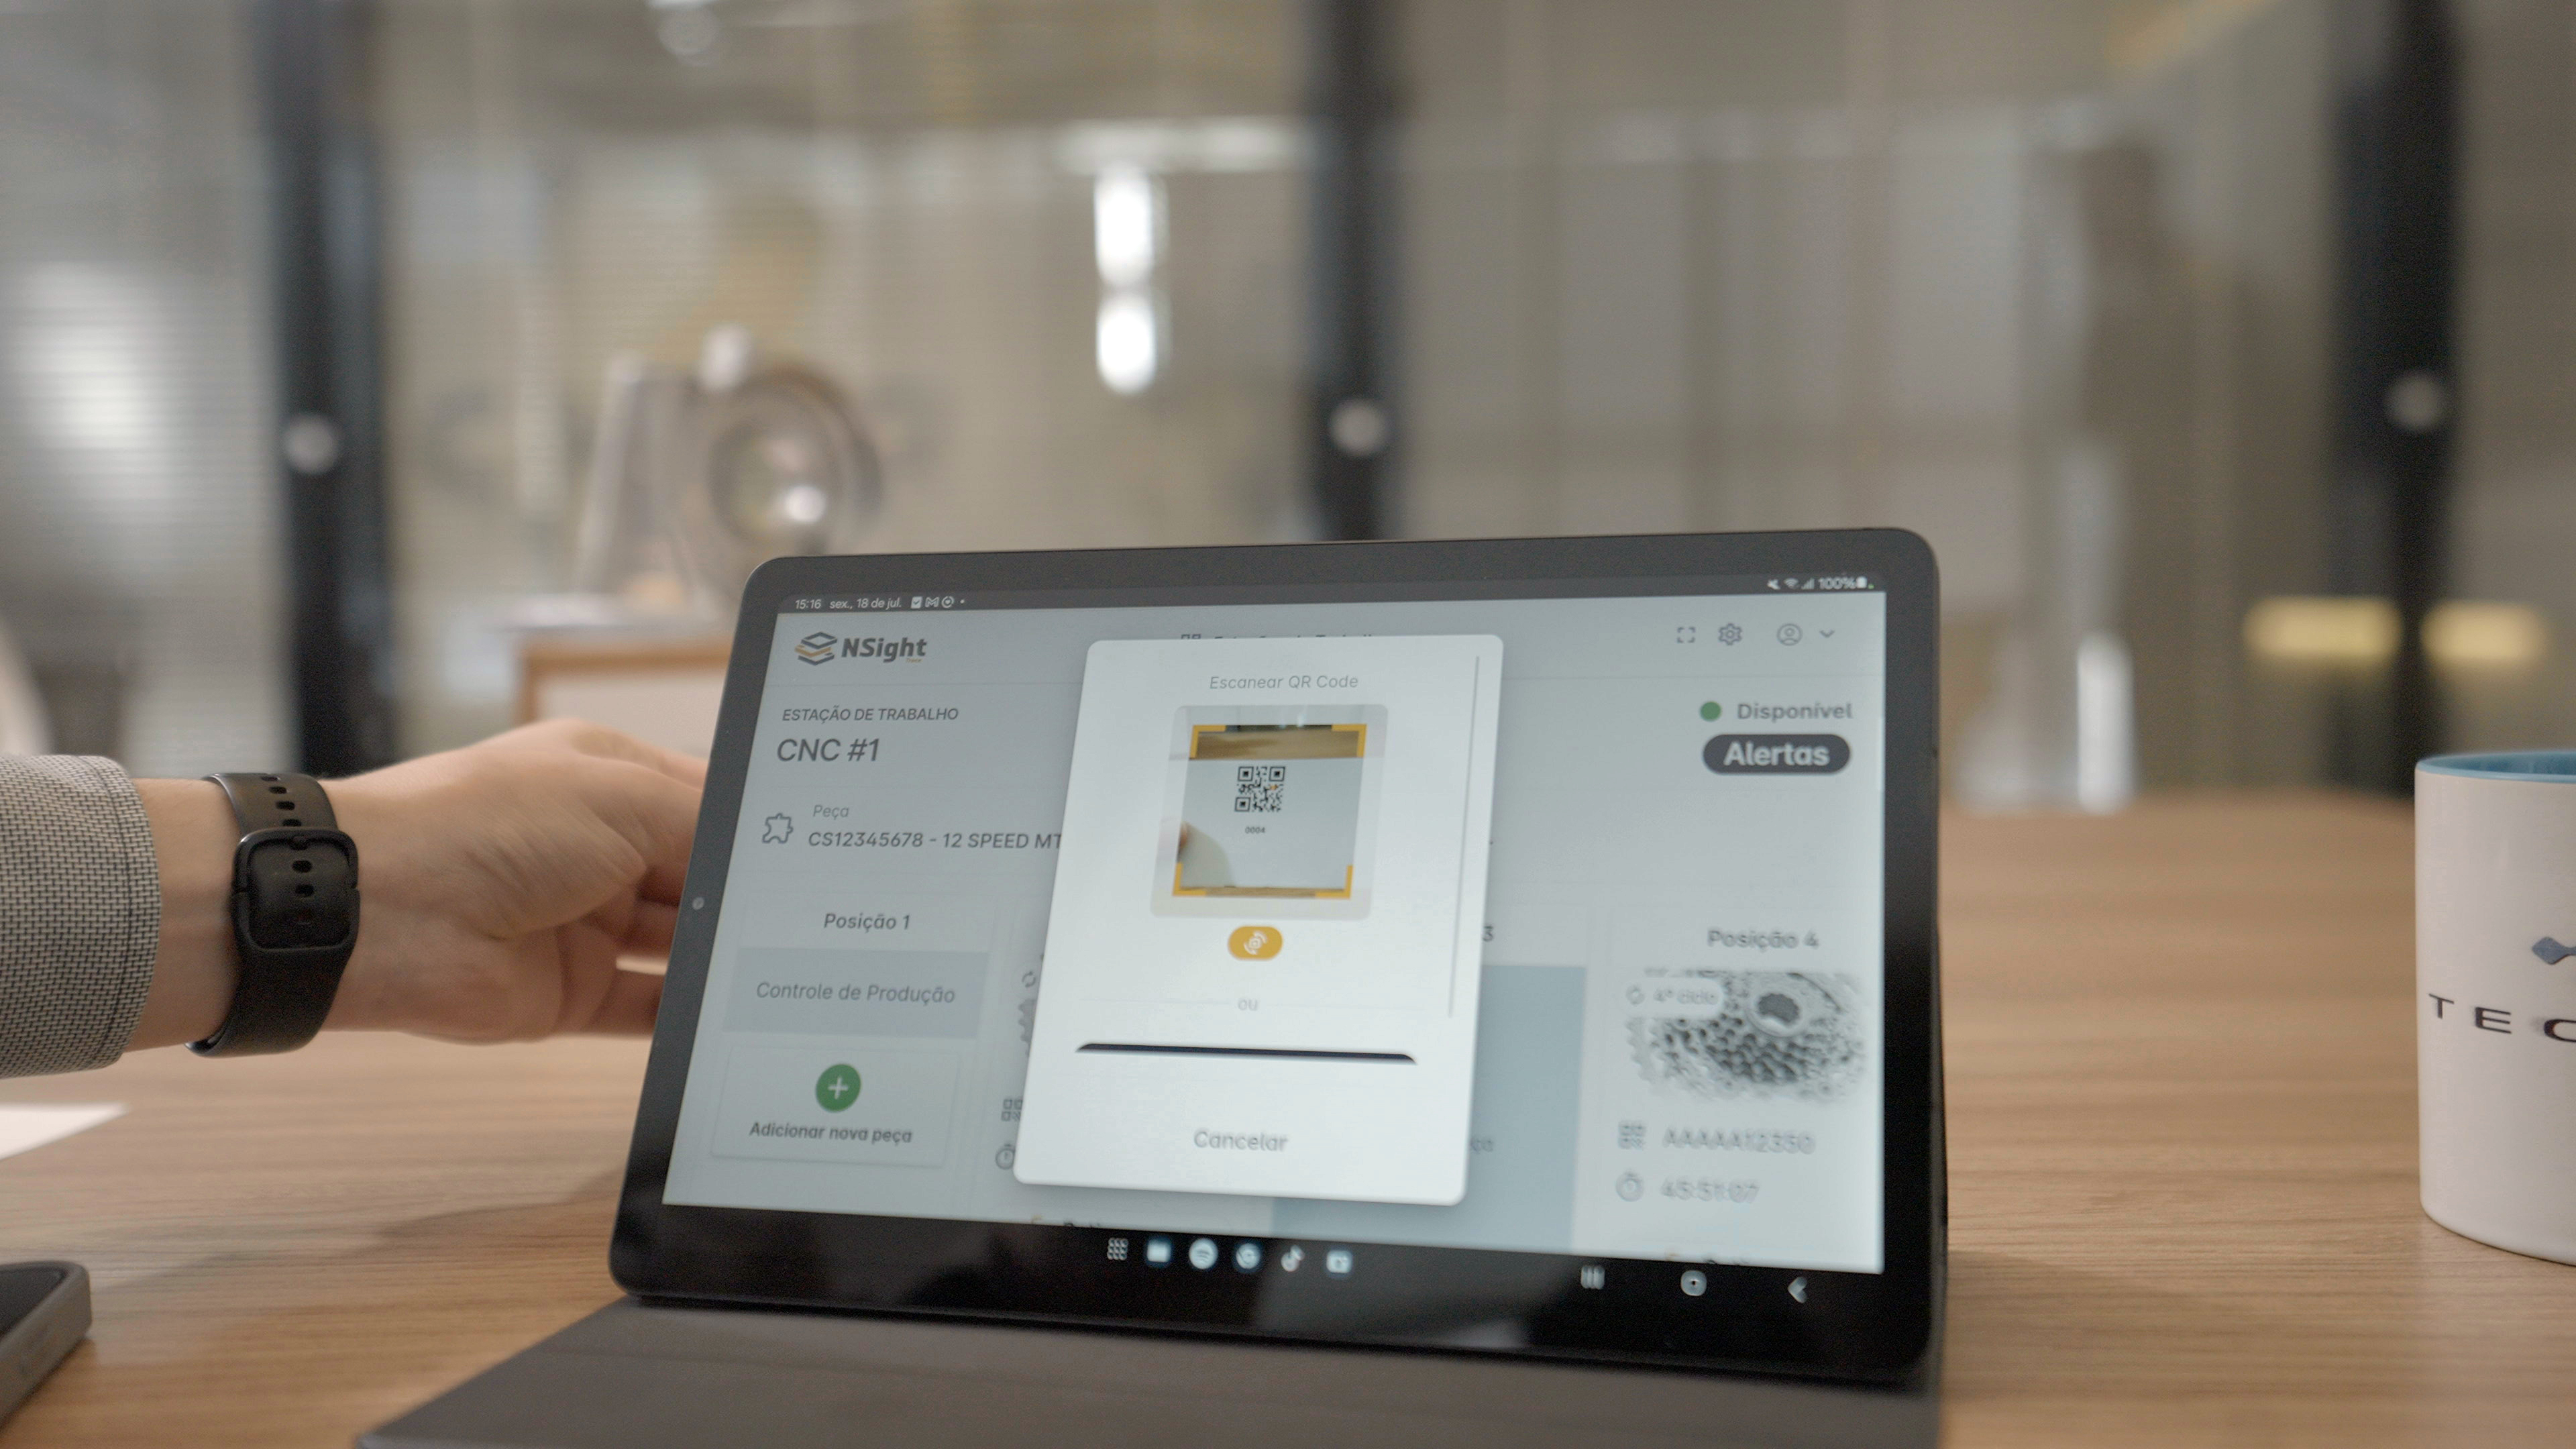 15:16 sex., 18 de jul.
100%
NSight
ESTAÇÃO DE TRABALHO
CNC #1
Disponível
Alertas
Peça
CS12345678 - 12 SPEED MT
Escanear QR Code
0004
ou
Cancelar
Posição 1
Controle de Produção
Adicionar nova peça
3
Posição 4
4º ciclo
AAAAA12350
45:51:07
TEC